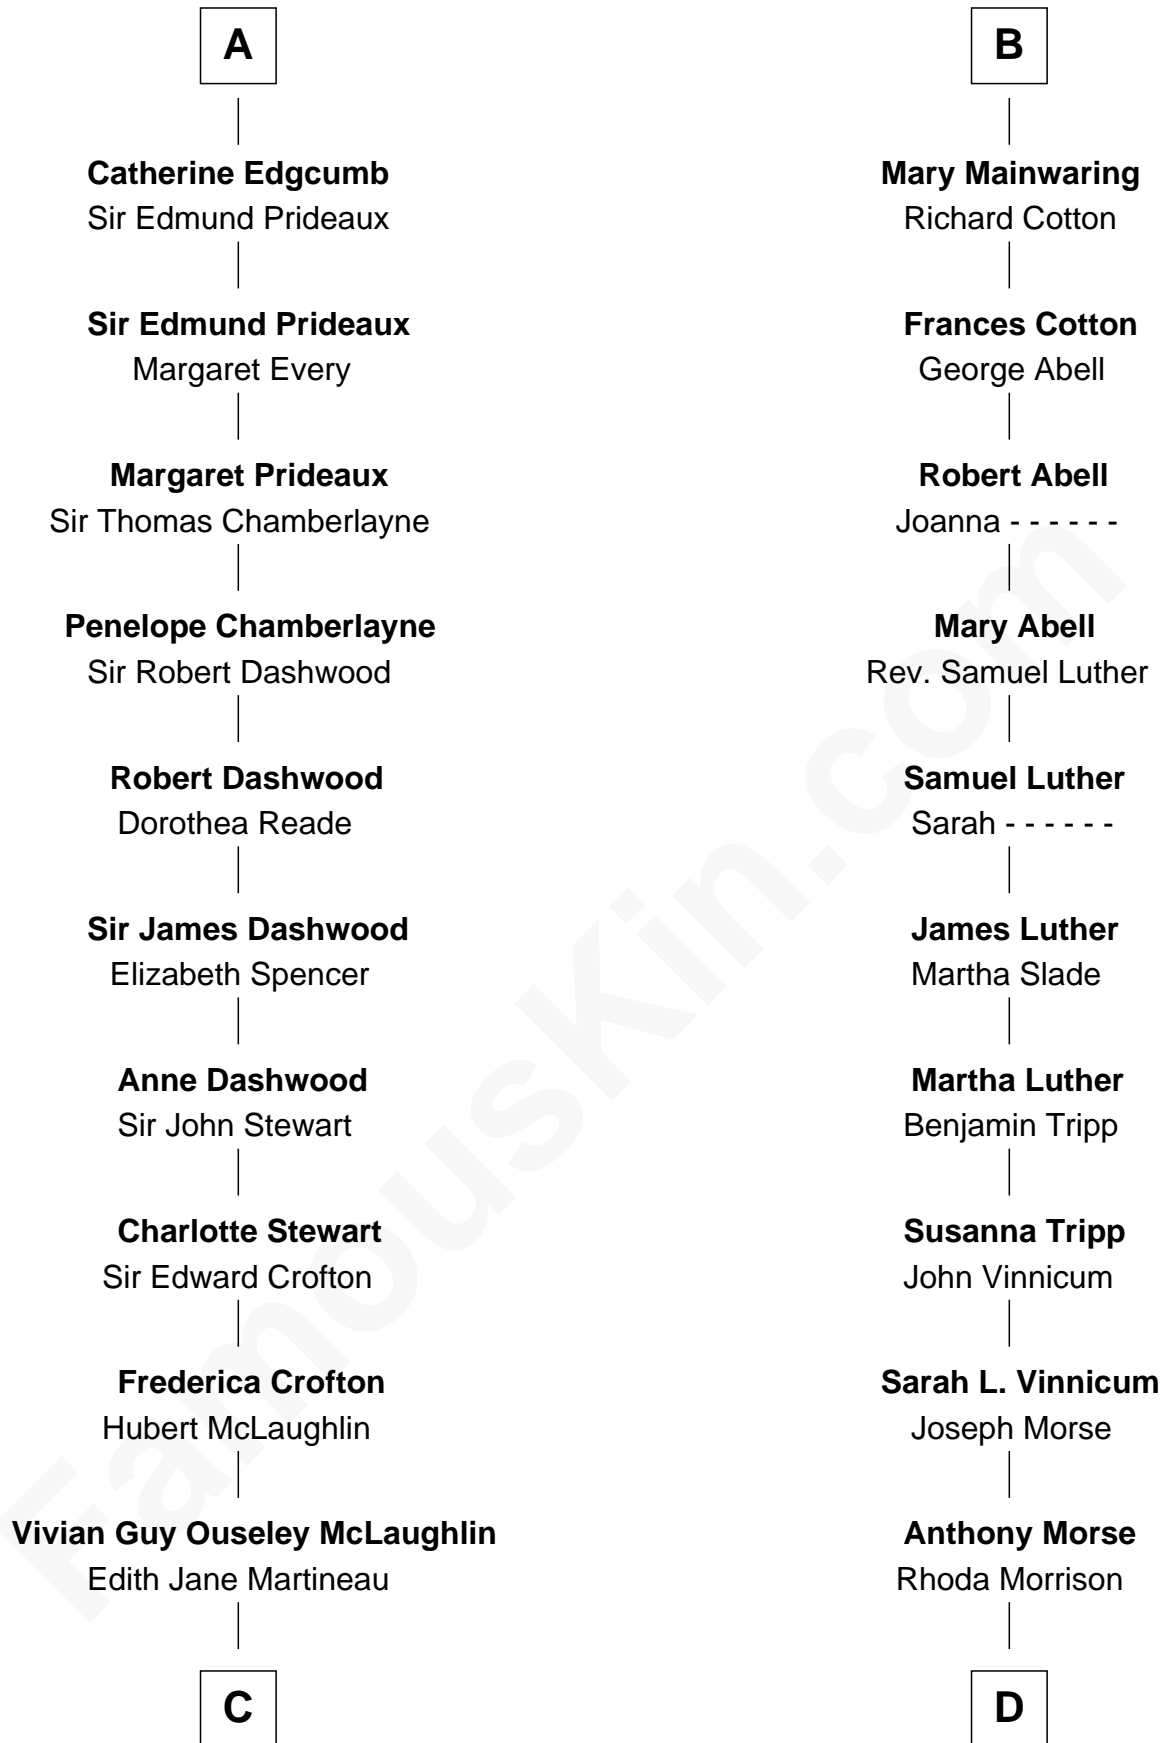 A
Catherine Edgcumb
Sir Edmund Prideaux
Sir Edmund Prideaux
Margaret Every
Margaret Prideaux
Sir Thomas Chamberlayne
Penelope Chamberlayne
Sir Robert Dashwood
Robert Dashwood
Dorothea Reade
Sir James Dashwood
Elizabeth Spencer
Anne Dashwood
Sir John Stewart
Charlotte Stewart
Sir Edward Crofton
Frederica Crofton
Hubert McLaughlin
Vivian Guy Ouseley McLaughlin
Edith Jane Martineau
C
B
Mary Mainwaring
Richard Cotton
Frances Cotton
George Abell
Robert Abell
Joanna - - - - - -
Mary Abell
Rev. Samuel Luther
Samuel Luther
Sarah - - - - - -
James Luther
Martha Slade
Martha Luther
Benjamin Tripp
Susanna Tripp
John Vinnicum
Sarah L. Vinnicum
Joseph Morse
Anthony Morse
Rhoda Morrison
D
FamousKin.com